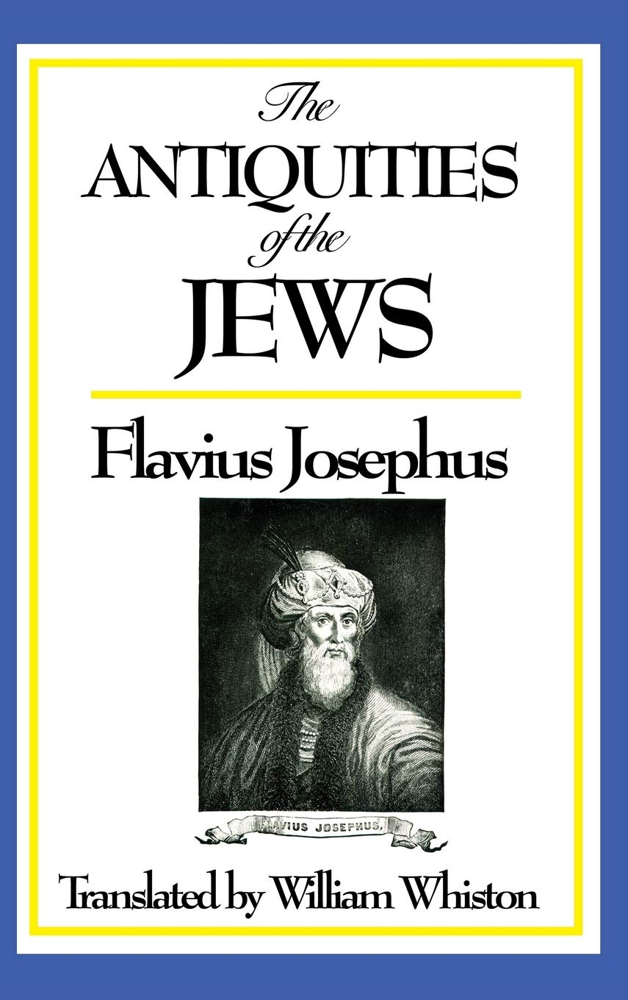 The
ANTIQUITIES
of the
JEWS
Flavius Josephus
FLAVIUS JOSEPHUS,
Translated by William Whiston